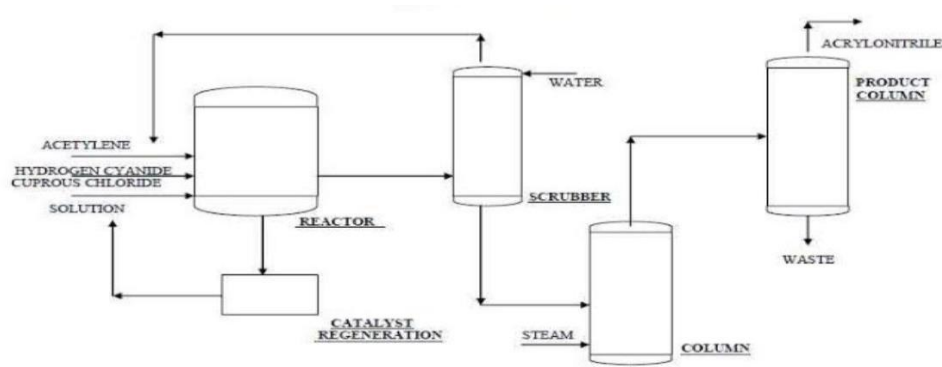 ACRYLONITRILE
WATER
PRODUCT
COLUMN
ACETYLENE
HYDROGEN CYANIDE
CUPROUS CHLORIDE
SOLUTION
SCRUBBER
REACTOR
WASTE
CATALYST
REGENERATION
STEAM
COLUMN